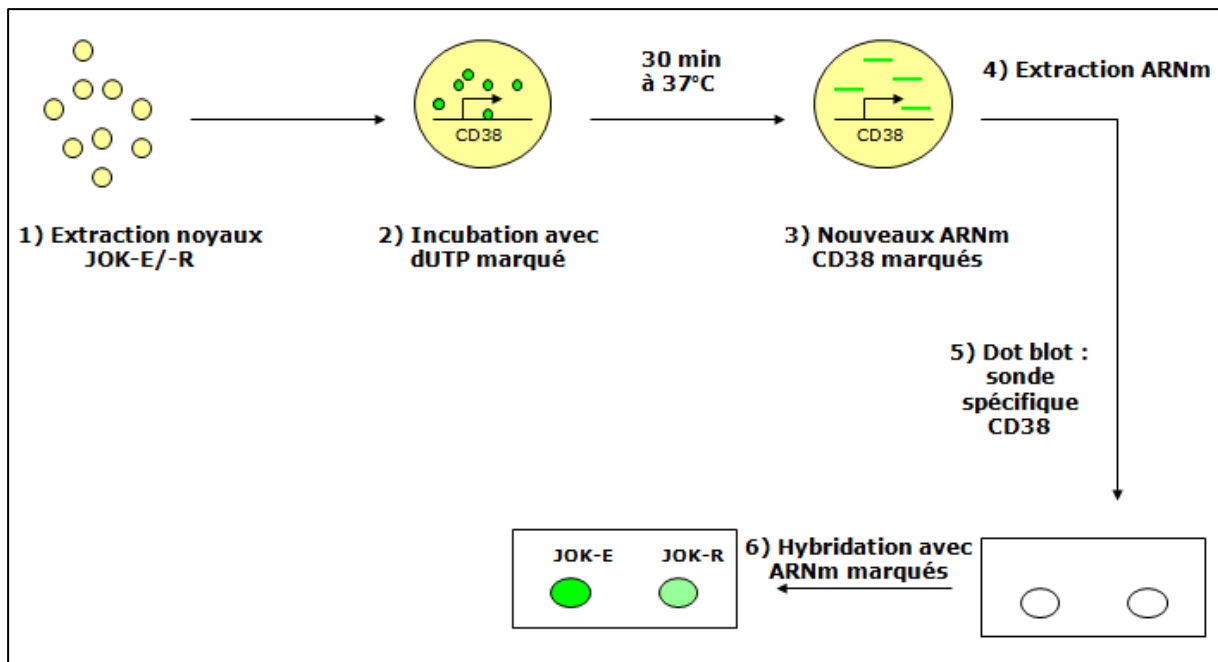 CD38
30 min
à 37°C
CD38
4) Extraction ARNm
1) Extraction noyaux
JOK-E/-R
2) Incubation avec
dUTP marqué
3) Nouveaux ARNm
CD38 marqués
5) Dot blot :
sonde
spécifique
CD38
JOK-E
JOK-R
6) Hybridation avec
ARNm marqués